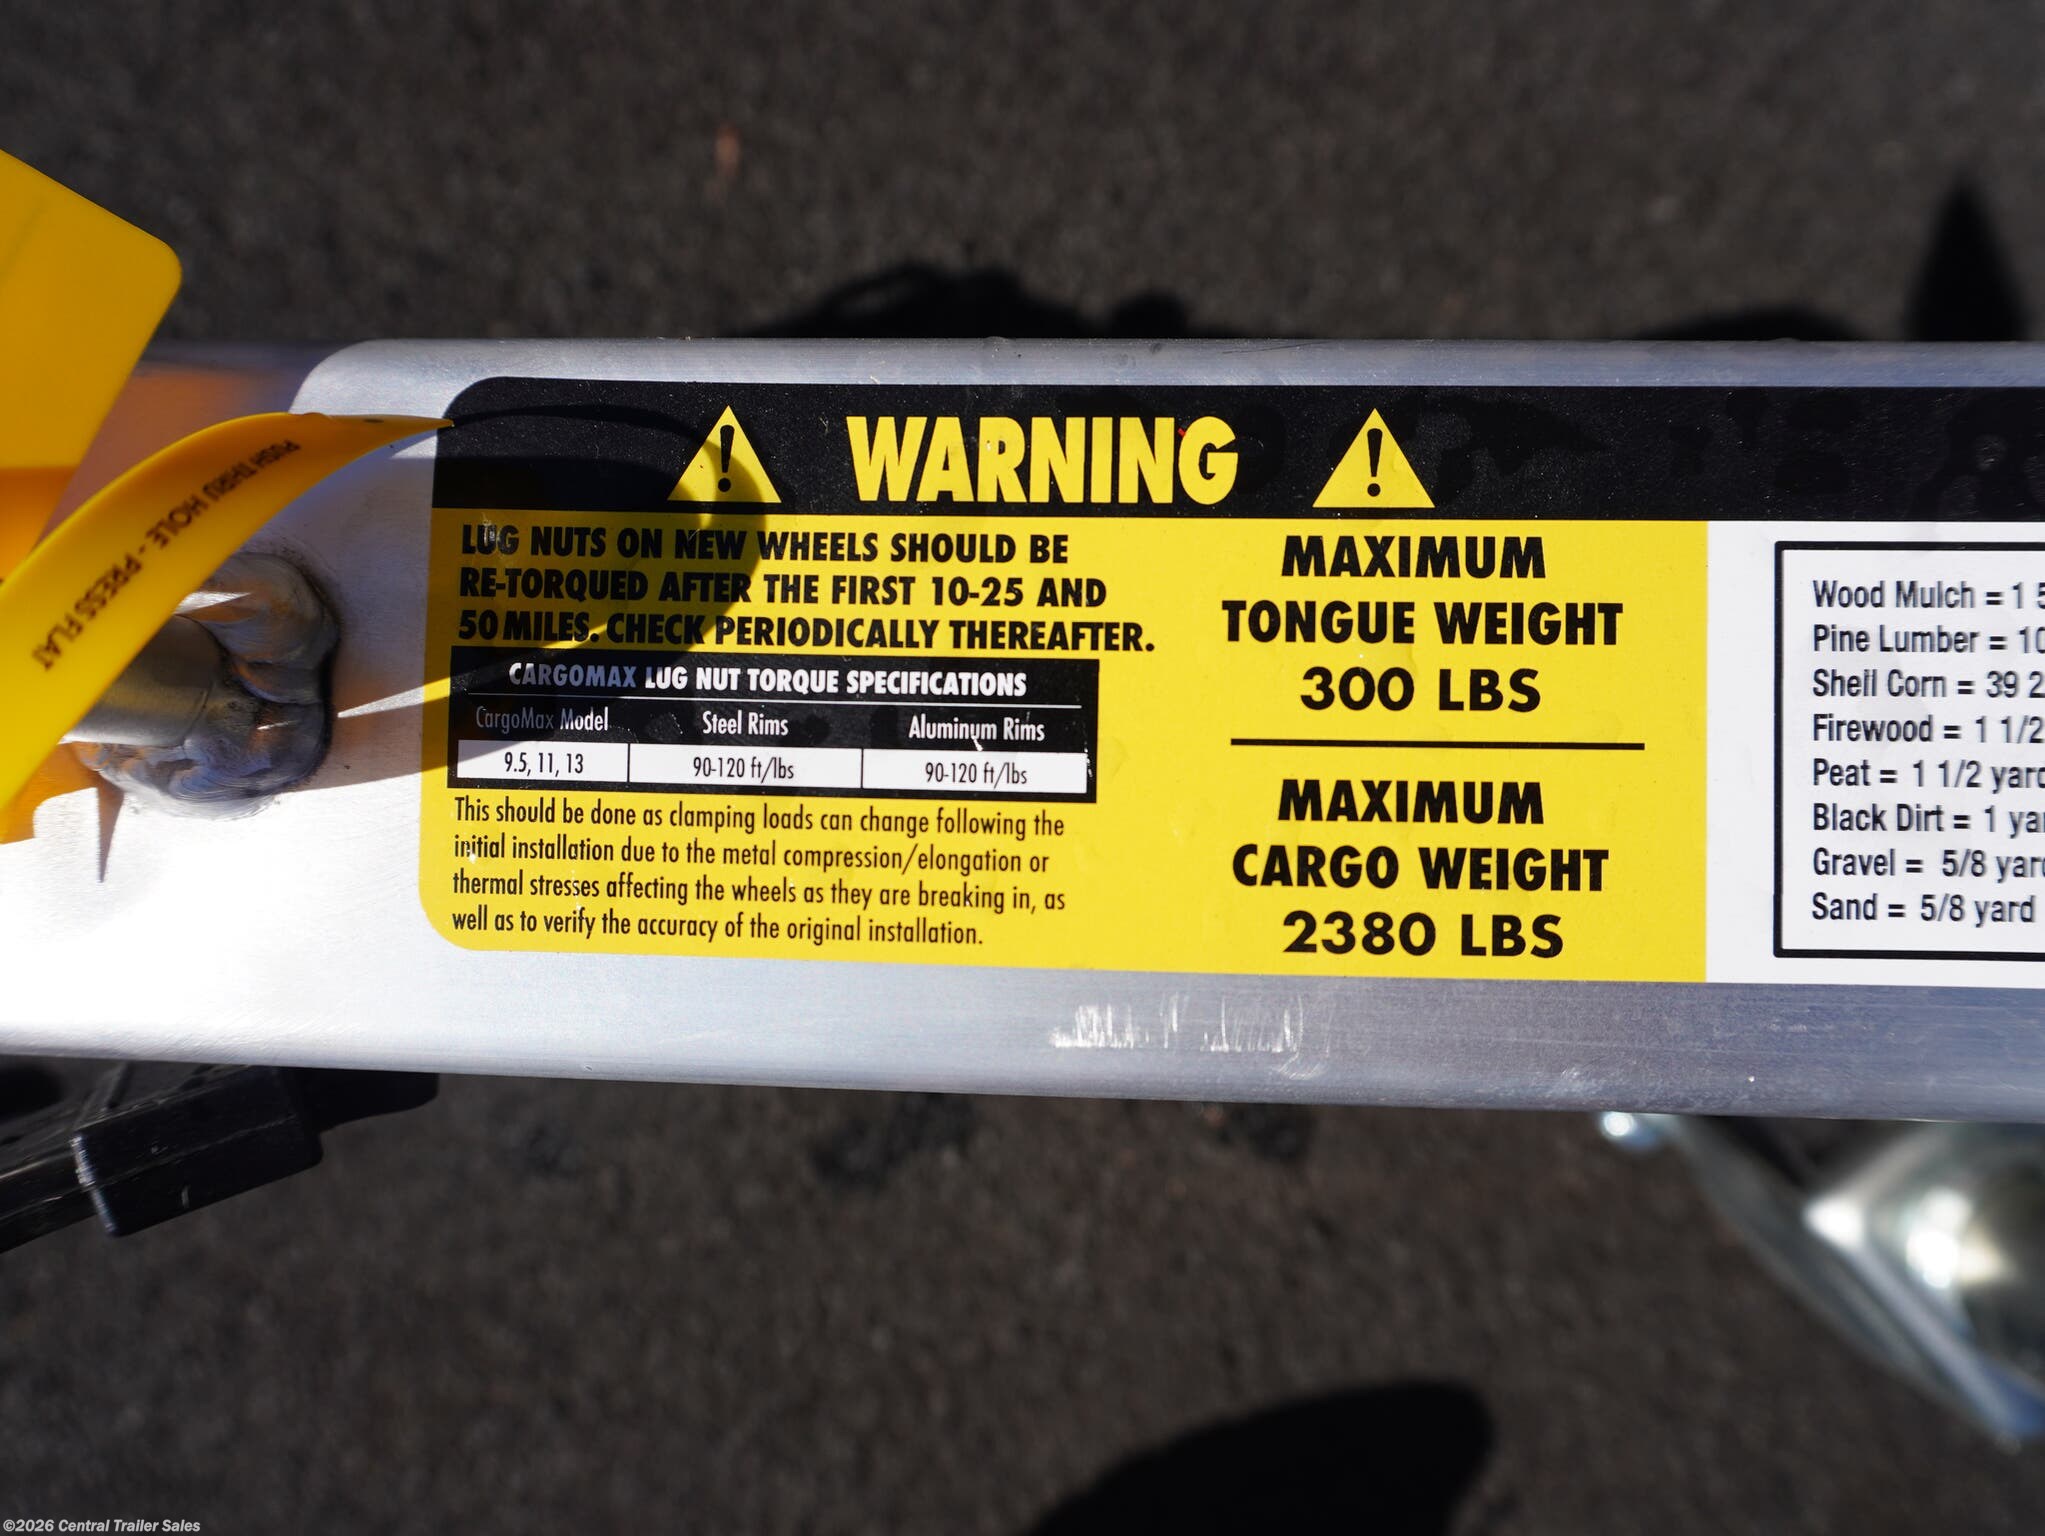 WARNING
LUG NUTS ON NEW WHEELS SHOULD BE
RE-TORQUED AFTER THE FIRST 10-25 AND
50 MILES. CHECK PERIODICALLY THEREAFTER.
CARGOMAX LUG NUT TORQUE SPECIFICATIONS
CargoMax Model Steel Rims Aluminum Rims
9.5, 11, 13 90-120 ft/lbs 90-120 ft/lbs
This should be done as clamping loads can change following the
initial installation due to the metal compression/elongation or
thermal stresses affecting the wheels as they are breaking in, as
well as to verify the accuracy of the original installation.
MAXIMUM
TONGUE WEIGHT
300 LBS
MAXIMUM
CARGO WEIGHT
2380 LBS
Wood Mulch = 1
Pine Lumber =
Shell Corn = 39
Firewood = 1 1/2
Peat = 1 1/2
Black Dirt = 1
Gravel = 5/8
Sand = 5/8 yard
PUSH THRU HOLE - PRESS FLAT
©2026 Central Trailer Sales